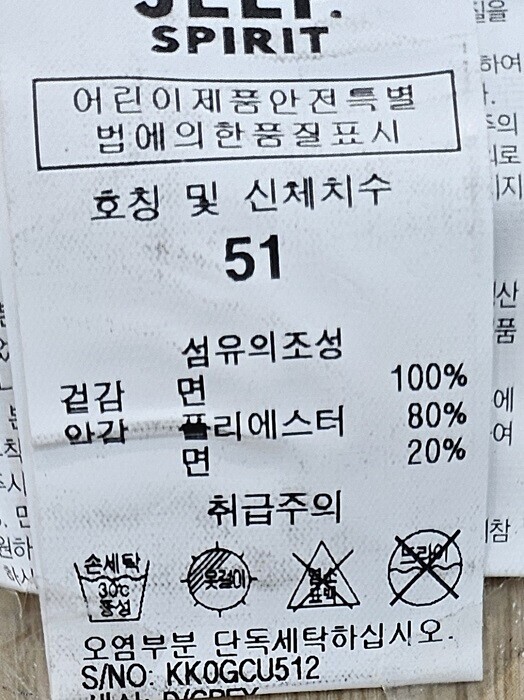 JEEP.
SPIRIT
어린이제품안전특별
법에의한품질표시
호칭 및 신체치수
51
섬유의조성
겉감 면 100%
안감 폴리에스터 80%
면 20%
취급주의
손세탁
30℃
중성
옷걸이
염소
표백
드라이
오염부분 단독세탁하십시오.
S/NO: KK0GCU512
색상: D/GREY